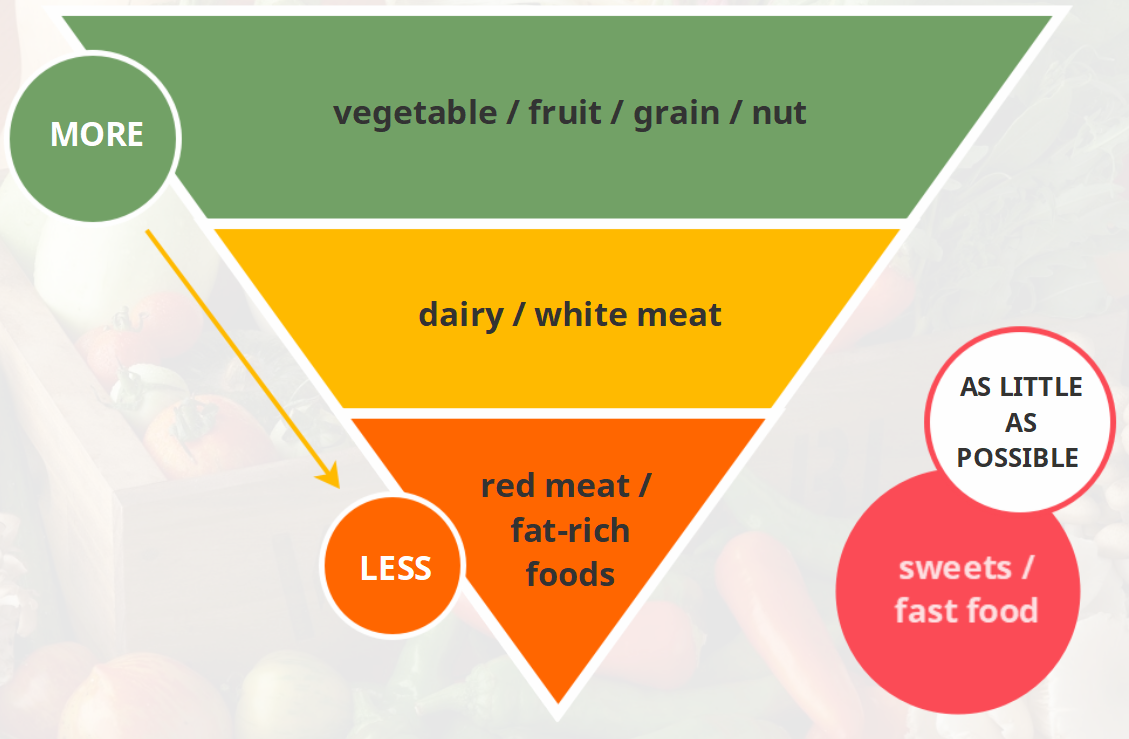 MORE
vegetable / fruit / grain / nut
dairy / white meat
red meat /
fat-rich
foods
LESS
AS LITTLE
AS
POSSIBLE
sweets /
fast food